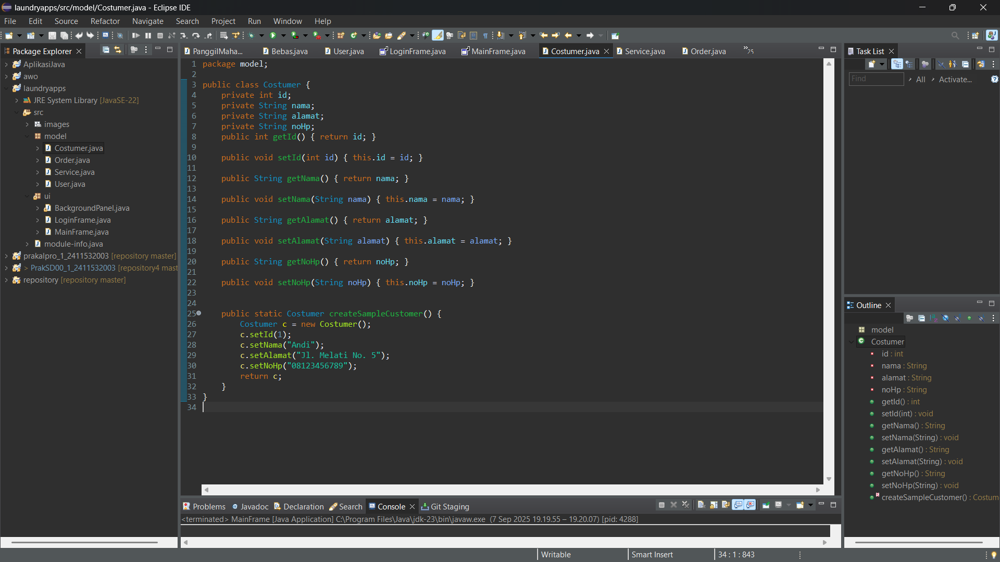 laundryapps/src/model/Costumer.java - Eclipse IDE
File Edit Source Refactor Navigate Search Project Run Window Help
Package Explorer
AplikasiJava
awo
laundryapps
JRE System Library [JavaSE-22]
src
images
model
Costumer.java
Order.java
Service.java
User.java
ui
BackgroundPanel.java
LoginFrame.java
MainFrame.java
module-info.java
prakalpro_1_2411532003 [repository master]
> PrakSD00_1_2411532003 [repository4 mast
repository [repository master]
PanggilMaha... Bebas.java User.java LoginFrame.java MainFrame.java Costumer.java Service.java Order.java »25
1 package model;
2
3 public class Costumer {
4     private int id;
5     private String nama;
6     private String alamat;
7     private String noHp;
8     public int getId() { return id; }
9
10     public void setId(int id) { this.id = id; }
11
12     public String getNama() { return nama; }
13
14     public void setNama(String nama) { this.nama = nama; }
15
16     public String getAlamat() { return alamat; }
17
18     public void setAlamat(String alamat) { this.alamat = alamat; }
19
20     public String getNoHp() { return noHp; }
21
22     public void setNoHp(String noHp) { this.noHp = noHp; }
23
24
25     public static Costumer createSampleCustomer() {
26         Costumer c = new Costumer();
27         c.setId(1);
28         c.setNama("Andi");
29         c.setAlamat("Jl. Melati No. 5");
30         c.setNoHp("08123456789");
31         return c;
32     }
33 }
34
Problems Javadoc Declaration Search Console Git Staging
<terminated> MainFrame [Java Application] C:\Program Files\Java\jdk-23\bin\javaw.exe (7 Sep 2025 19.19.55 – 19.20.07) [pid: 4288]
Task List
Find All Activate...
Outline
model
Costumer
id : int
nama : String
alamat : String
noHp : String
getId() : int
setId(int) : void
getNama() : String
setNama(String) : void
getAlamat() : String
setAlamat(String) : void
getNoHp() : String
setNoHp(String) : void
createSampleCustomer() : Costum
Writable Smart Insert 34 : 1 : 843